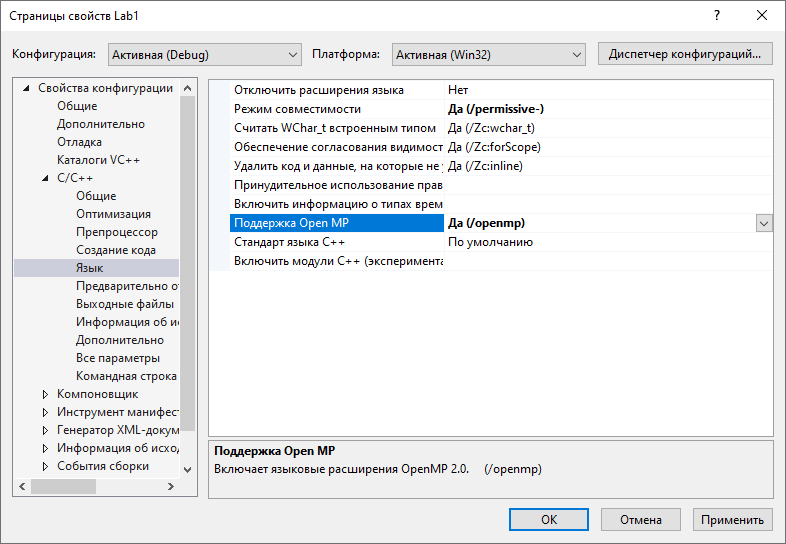 Страницы свойств Lab1
Конфигурация: Активная (Debug) Платформа: Активная (Win32) Диспетчер конфигураций...
Свойства конфигурации
Общие
Дополнительно
Отладка
Каталоги VC++
C/C++
Общие
Оптимизация
Препроцессор
Создание кода
Язык
Предварительно от
Выходные файлы
Информация об ис
Дополнительно
Все параметры
Командная строка
Компоновщик
Инструмент манифест
Генератор XML-докум
Информация об исход
События сборки
Отключить расширения языка Нет
Режим совместимости Да (/permissive-)
Считать WChar_t встроенным типом Да (/Zc:wchar_t)
Обеспечение согласования видимост Да (/Zc:forScope)
Удалить код и данные, на которые не у Да (/Zc:inline)
Принудительное использование прав
Включить информацию о типах врем
Поддержка Open MP Да (/openmp)
Стандарт языка C++ По умолчанию
Включить модули C++ (экспериментa
Поддержка Open MP
Включает языковые расширения OpenMP 2.0. (/openmp)
ОК Отмена Применить